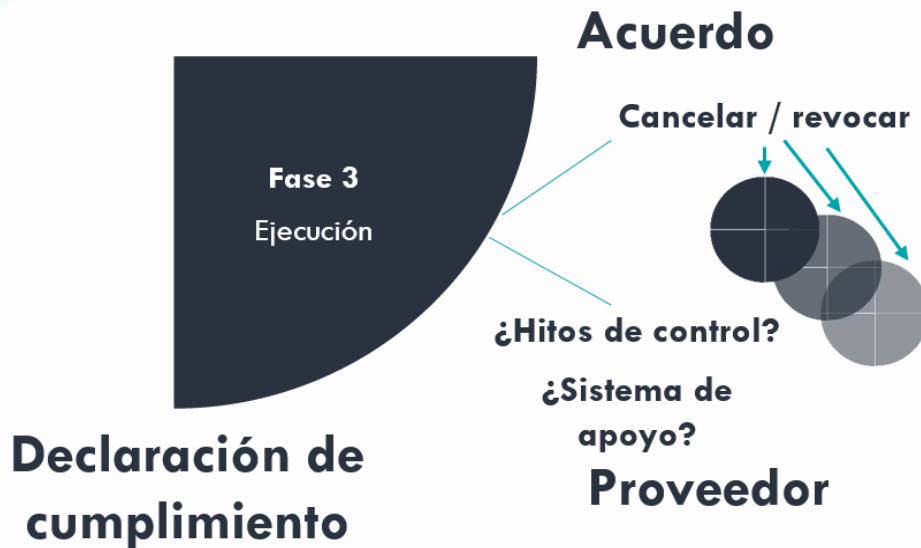 Acuerdo
Cancelar / revocar
Fase 3
Ejecución
¿Hitos de control?
¿Sistema de
apoyo?
Proveedor
Declaración de
cumplimiento